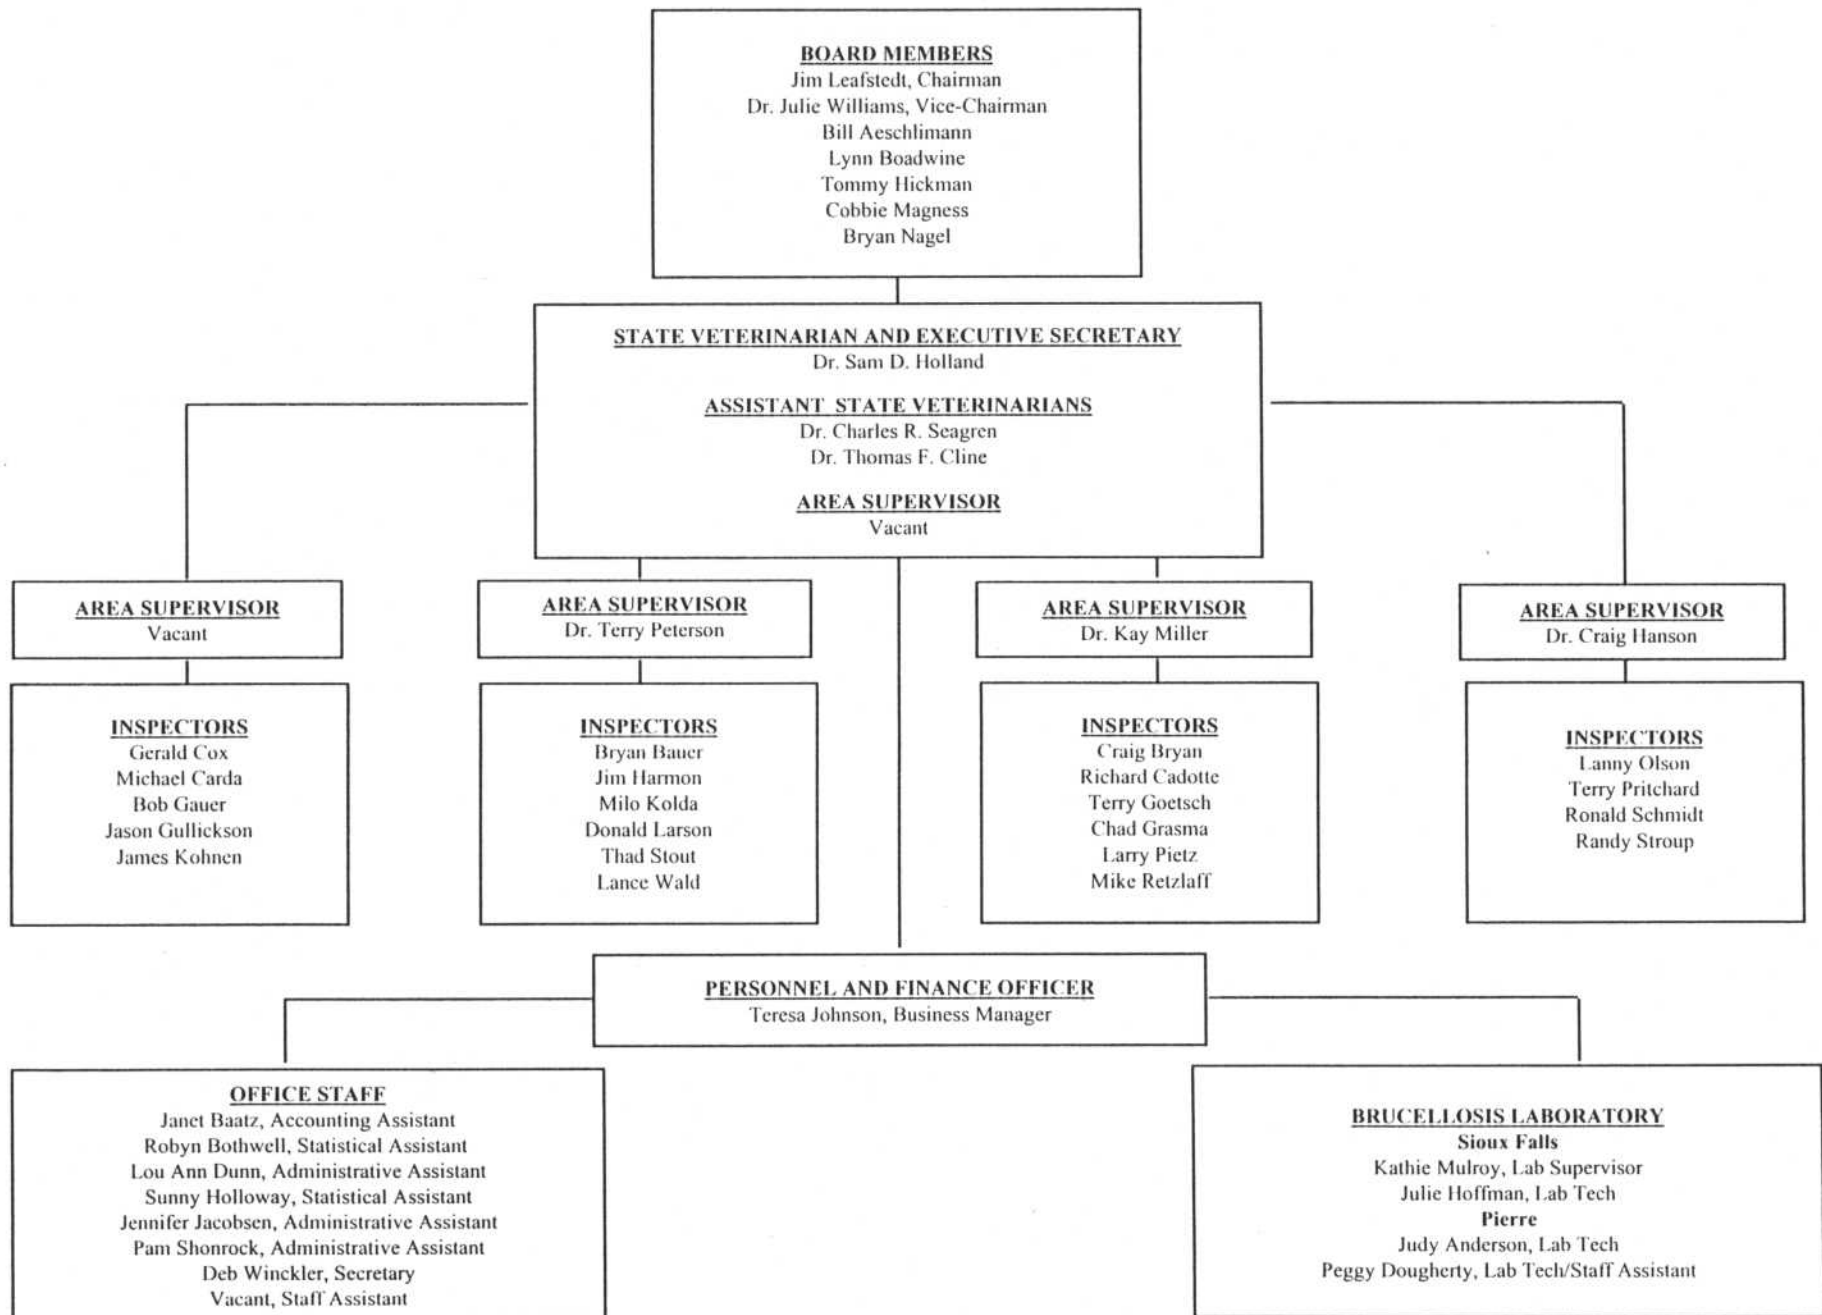 BOARD MEMBERS
Jim Leafstedt, Chairman
Dr. Julie Williams, Vice-Chairman
Bill Aeschlimann
Lynn Boadwine
Tommy Hickman
Cobbie Magness
Bryan Nagel
STATE VETERINARIAN AND EXECUTIVE SECRETARY
Dr. Sam D. Holland
ASSISTANT STATE VETERINARIANS
Dr. Charles R. Seagren
Dr. Thomas F. Cline
AREA SUPERVISOR
Vacant
AREA SUPERVISOR
Vacant
INSPECTORS
Gerald Cox
Michael Carda
Bob Gauer
Jason Gullickson
James Kohnen
AREA SUPERVISOR
Dr. Terry Peterson
INSPECTORS
Bryan Bauer
Jim Harmon
Milo Kolda
Donald Larson
Thad Stout
Lance Wald
AREA SUPERVISOR
Dr. Kay Miller
INSPECTORS
Craig Bryan
Richard Cadotte
Terry Goetsch
Chad Grasma
Larry Pietz
Mike Retzlaff
AREA SUPERVISOR
Dr. Craig Hanson
INSPECTORS
Lanny Olson
Terry Pritchard
Ronald Schmidt
Randy Stroup
PERSONNEL AND FINANCE OFFICER
Teresa Johnson, Business Manager
OFFICE STAFF
Janet Baatz, Accounting Assistant
Robyn Bothwell, Statistical Assistant
Lou Ann Dunn, Administrative Assistant
Sunny Holloway, Statistical Assistant
Jennifer Jacobsen, Administrative Assistant
Pam Shonrock, Administrative Assistant
Deb Winckler, Secretary
Vacant, Staff Assistant
BRUCELLOSIS LABORATORY
Sioux Falls
Kathie Mulroy, Lab Supervisor
Julie Hoffman, Lab Tech
Pierre
Judy Anderson, Lab Tech
Peggy Dougherty, Lab Tech/Staff Assistant